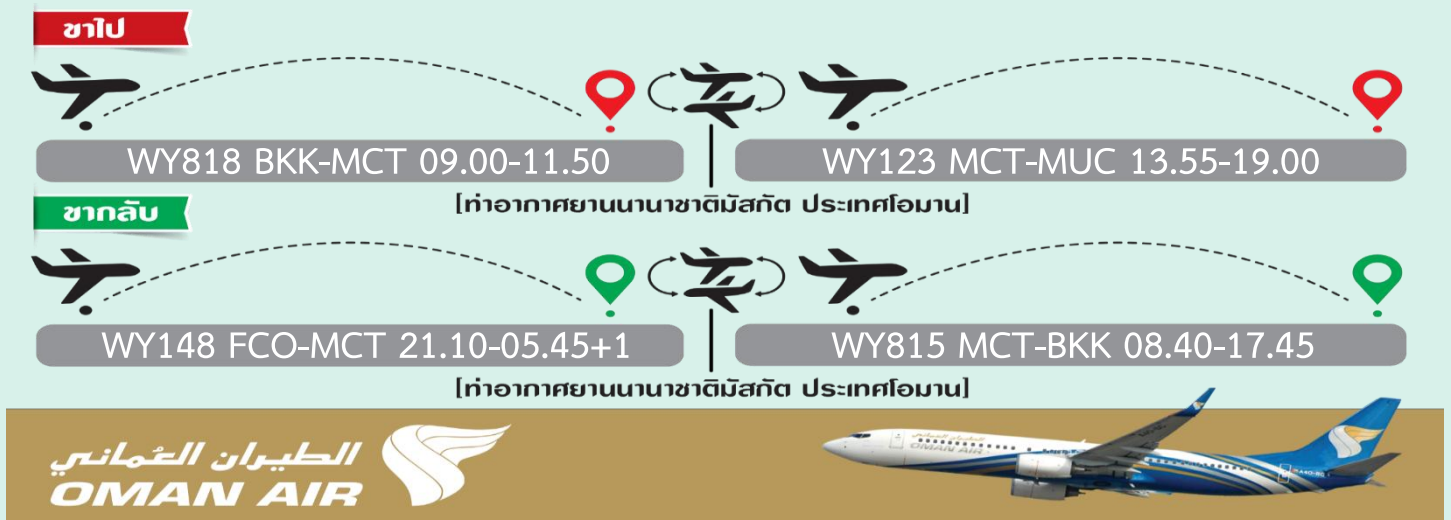 ขาไป
WY818 BKK-MCT 09.00-11.50
WY123 MCT-MUC 13.55-19.00
[ท่าอากาศยานนานาชาติมัสกัต ประเทศโอมาน]
ขากลับ
WY148 FCO-MCT 21.10-05.45+1
WY815 MCT-BKK 08.40-17.45
[ท่าอากาศยานนานาชาติมัสกัต ประเทศโอมาน]
الطيران العُماني
OMAN AIR
OMAN AIR